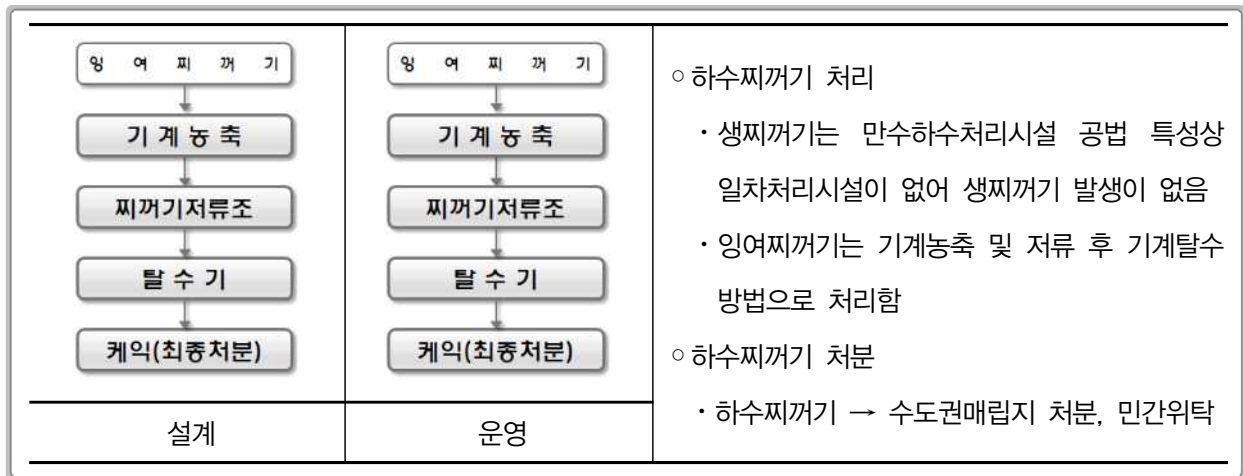 잉 여 찌 꺼 기
기 계 농 축
찌꺼기저류조
탈 수 기
케익(최종처분)
설계
잉 여 찌 꺼 기
기 계 농 축
찌꺼기저류조
탈 수 기
케익(최종처분)
운영
○ 하수찌꺼기 처리
・생찌꺼기는 만수하수처리시설 공법 특성상
일차처리시설이 없어 생찌꺼기 발생이 없음
・잉여찌꺼기는 기계농축 및 저류 후 기계탈수
방법으로 처리함
○ 하수찌꺼기 처분
・하수찌꺼기 → 수도권매립지 처분, 민간위탁